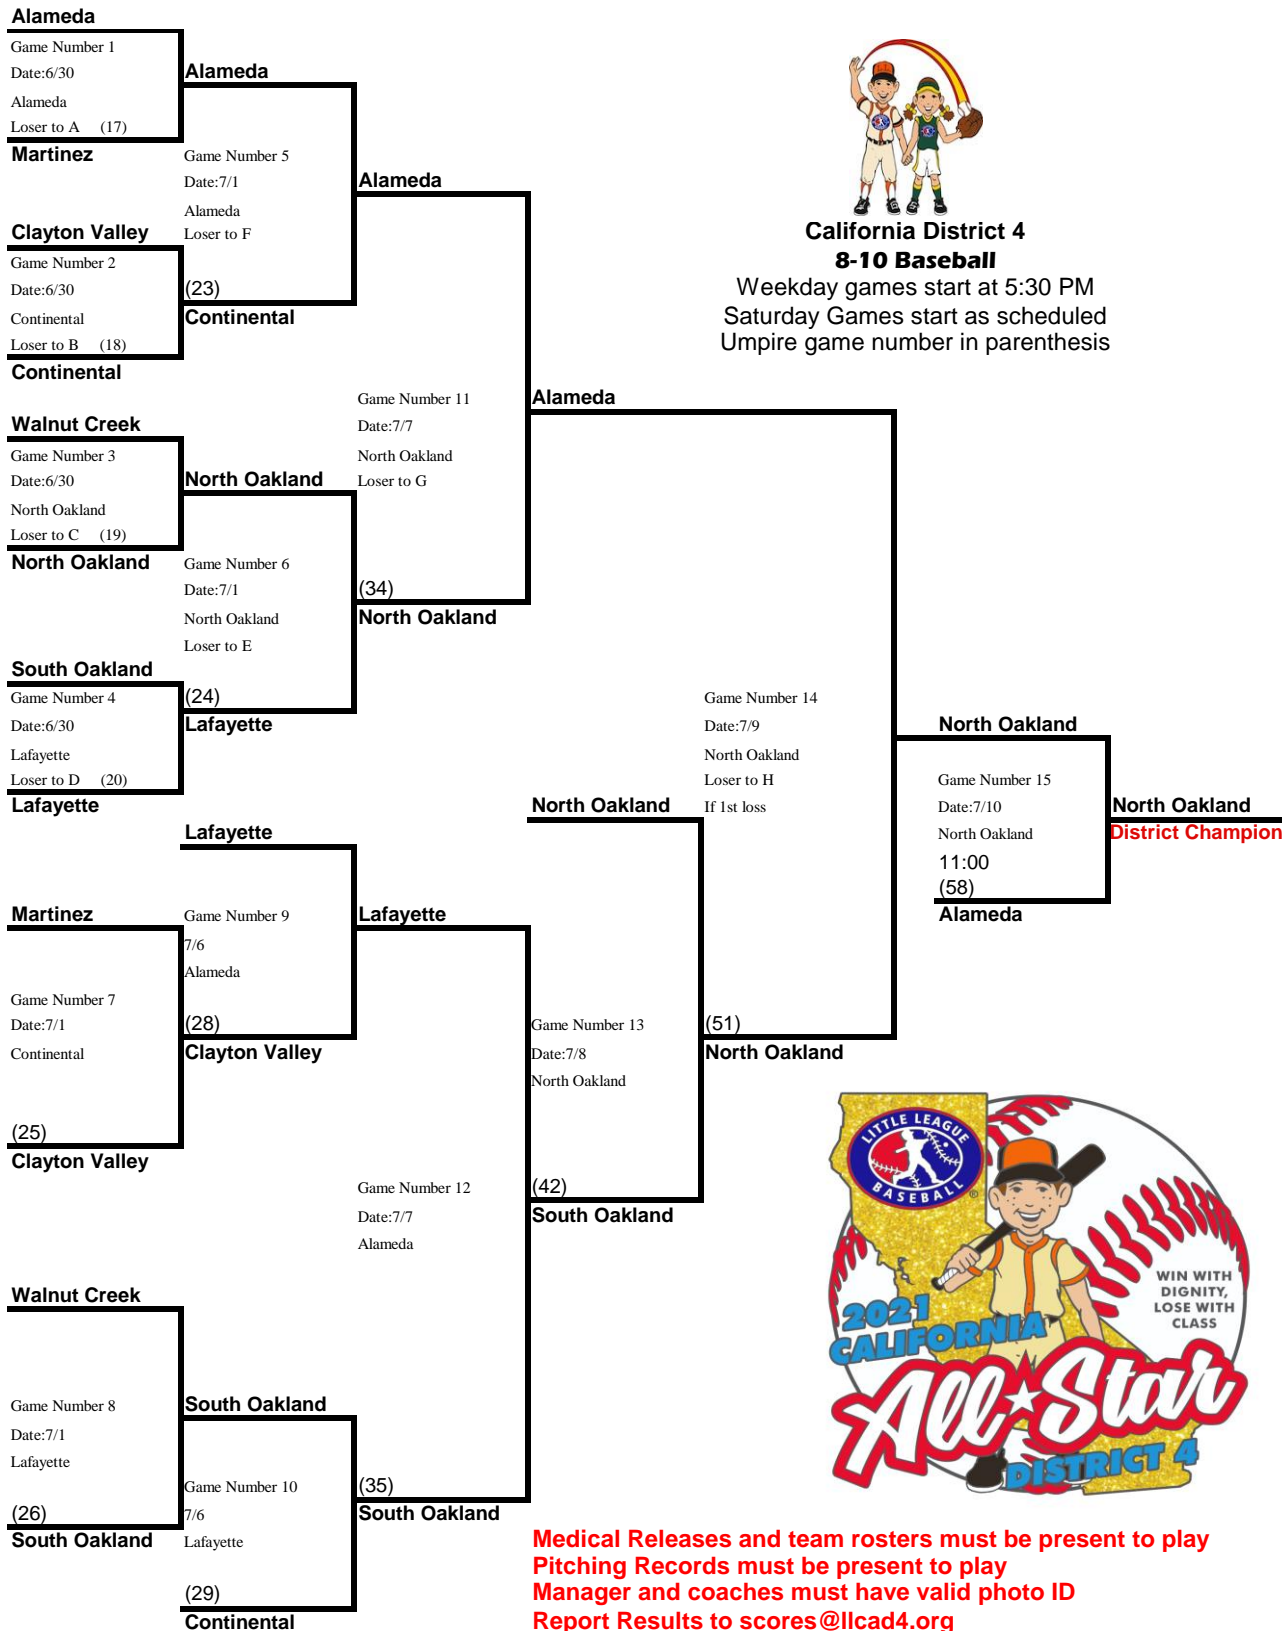 Alameda
Game Number 1
Date:6/30
Alameda
Loser to A (17)
Martinez
Clayton Valley
Game Number 2
Date:6/30
Continental
Loser to B (18)
Continental
Walnut Creek
Game Number 3
Date:6/30
North Oakland
Loser to C (19)
North Oakland
South Oakland
Game Number 4
Date:6/30
Lafayette
Loser to D (20)
Lafayette
Martinez
Game Number 7
Date:7/1
Continental
(25)
Clayton Valley
Walnut Creek
Game Number 8
Date:7/1
Lafayette
(26)
South Oakland
Alameda
Game Number 5
Date:7/1
Alameda
Loser to F
(23)
Continental
North Oakland
Game Number 6
Date:7/1
North Oakland
Loser to E
(24)
Lafayette
Lafayette
Game Number 9
7/6
Alameda
(28)
Clayton Valley
South Oakland
Game Number 10
7/6
Lafayette
(29)
Continental
Alameda
Game Number 11
Date:7/7
North Oakland
Loser to G
(34)
North Oakland
Lafayette
Game Number 12
Date:7/7
Alameda
(35)
South Oakland
Alameda
North Oakland
Game Number 13
Date:7/8
North Oakland
(42)
South Oakland
Game Number 14
Date:7/9
North Oakland
Loser to H
If 1st loss
(51)
North Oakland
North Oakland
Game Number 15
Date:7/10
North Oakland
11:00
(58)
Alameda
North Oakland
District Champion
California District 4
8-10 Baseball
Weekday games start at 5:30 PM
Saturday Games start as scheduled
Umpire game number in parenthesis
LITTLE LEAGUE
BASEBALL
®
WIN WITH
DIGNITY,
LOSE WITH
CLASS
2021
CALIFORNIA
All Star
DISTRICT 4
Medical Releases and team rosters must be present to play
Pitching Records must be present to play
Manager and coaches must have valid photo ID
Report Results to scores@llcad4.org